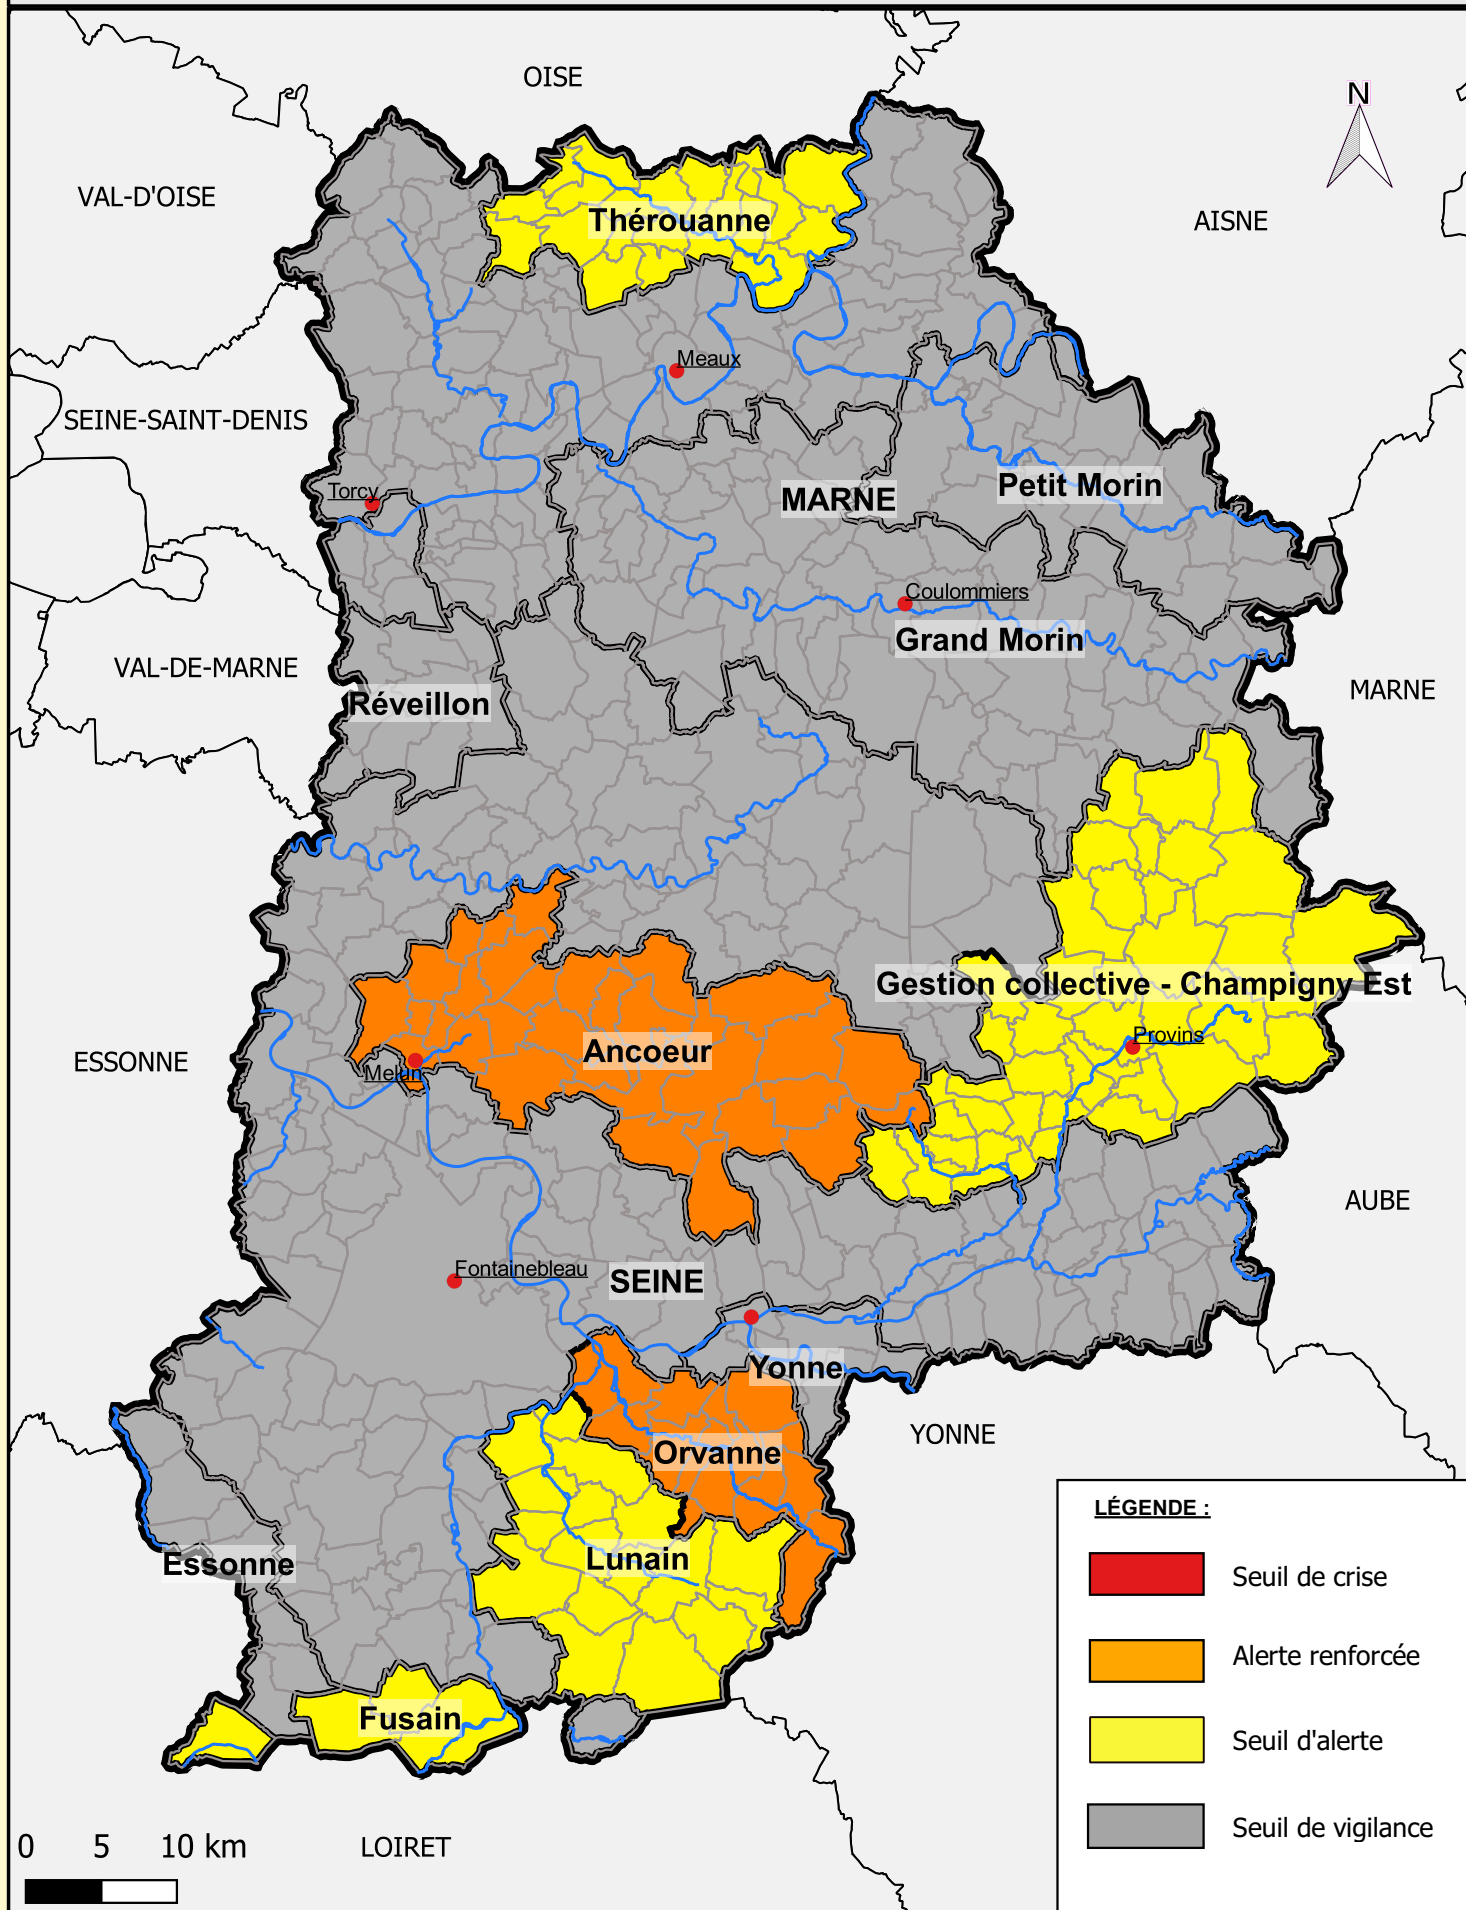 OISE
N
VAL-D'OISE
AISNE
Thérouanne
Meaux
SEINE-SAINT-DENIS
Torcy
MARNE
Petit Morin
Coulommiers
Grand Morin
VAL-DE-MARNE
MARNE
Réveillon
Gestion collective - Champigny Est
Provins
Ancoeur
ESSONNE
Melun
AUBE
Fontainebleau
SEINE
Yonne
YONNE
Orvanne
Essonne
Lunain
Fusain
LÉGENDE :
Seuil de crise
Alerte renforcée
Seuil d'alerte
Seuil de vigilance
0 5 10 km
LOIRET